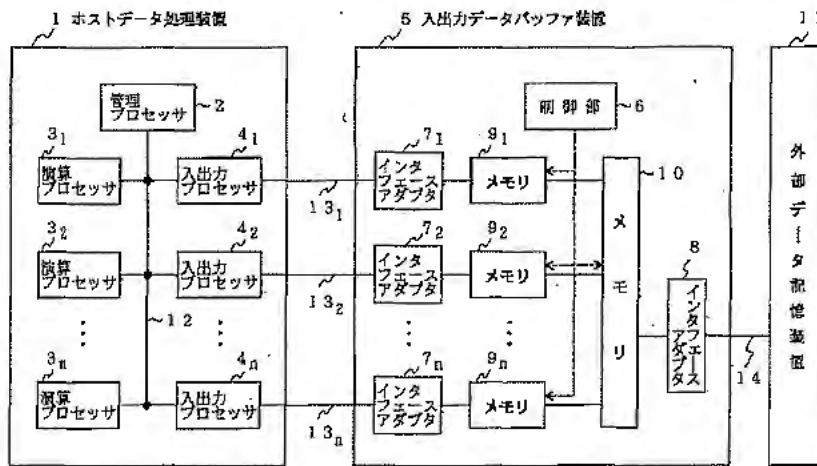 1 ホストデータ処理装置
5 入出力データバッファ装置
11
管理
プロセッサ
2
制御部
6
3₁
演算
プロセッサ
4₁
入出力
プロセッサ
13₁
7₁
インタ
フェース
アダプタ
9₁
メモリ
10
メモリ
3₂
演算
プロセッサ
4₂
入出力
プロセッサ
13₂
7₂
インタ
フェース
アダプタ
9₂
メモリ
8
インタフェース
アダプタ
14
外部データ記憶装置
12
3n
演算
プロセッサ
4n
入出力
プロセッサ
13n
7n
インタ
フェース
アダプタ
9n
メモリ